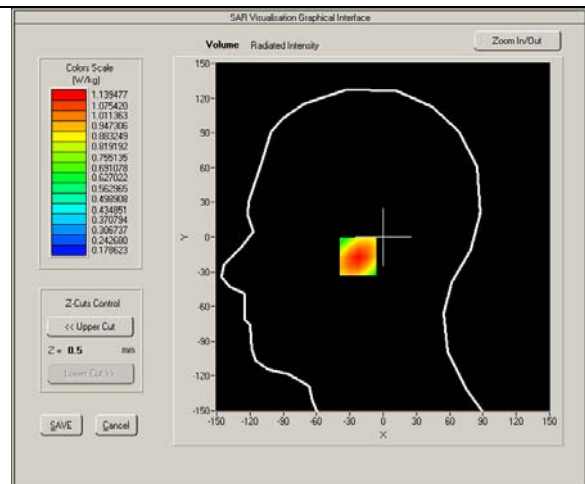 SAR Visualisation Graphical Interface
Volume Radiated Intensity
Zoom In/Out
Colors Scale
(W/kg)
1.139477
1.075420
1.011363
0.947306
0.883249
0.819192
0.755135
0.691078
0.627022
0.562965
0.498908
0.434851
0.370794
0.306737
0.242680
0.178623
Z-Cuts Control
<< Upper Cut
Z = 0.5 mm
Lower Cut >>
SAVE Cancel
150
120
90
60
30
0
-30
-60
-90
-120
-150
Y
-150 -120 -90 -60 -30 0 30 60 90 120 150
X